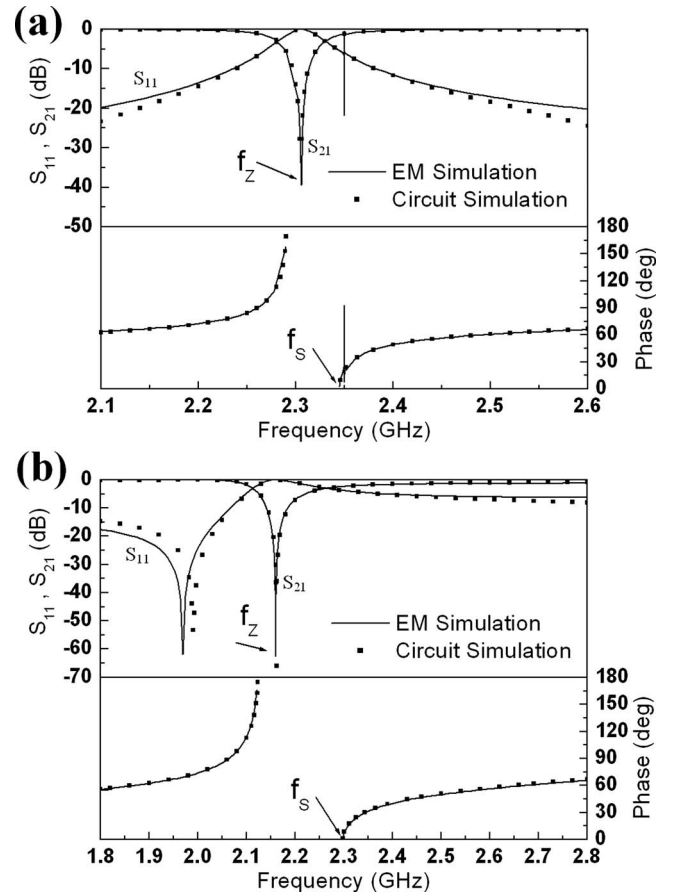 (a)
0
-10
-20
-30
-40
-50
S11 , S21 (dB)
S11
S21
fZ
EM Simulation
Circuit Simulation
180
150
120
90
60
30
0
Phase (deg)
fS
2.1 2.2 2.3 2.4 2.5 2.6
Frequency (GHz)
(b)
0
-10
-20
-30
-40
-50
-60
-70
S11 , S21 (dB)
S11
S21
fZ
EM Simulation
Circuit Simulation
180
150
120
90
60
30
0
Phase (deg)
fS
1.8 1.9 2.0 2.1 2.2 2.3 2.4 2.5 2.6 2.7 2.8
Frequency (GHz)